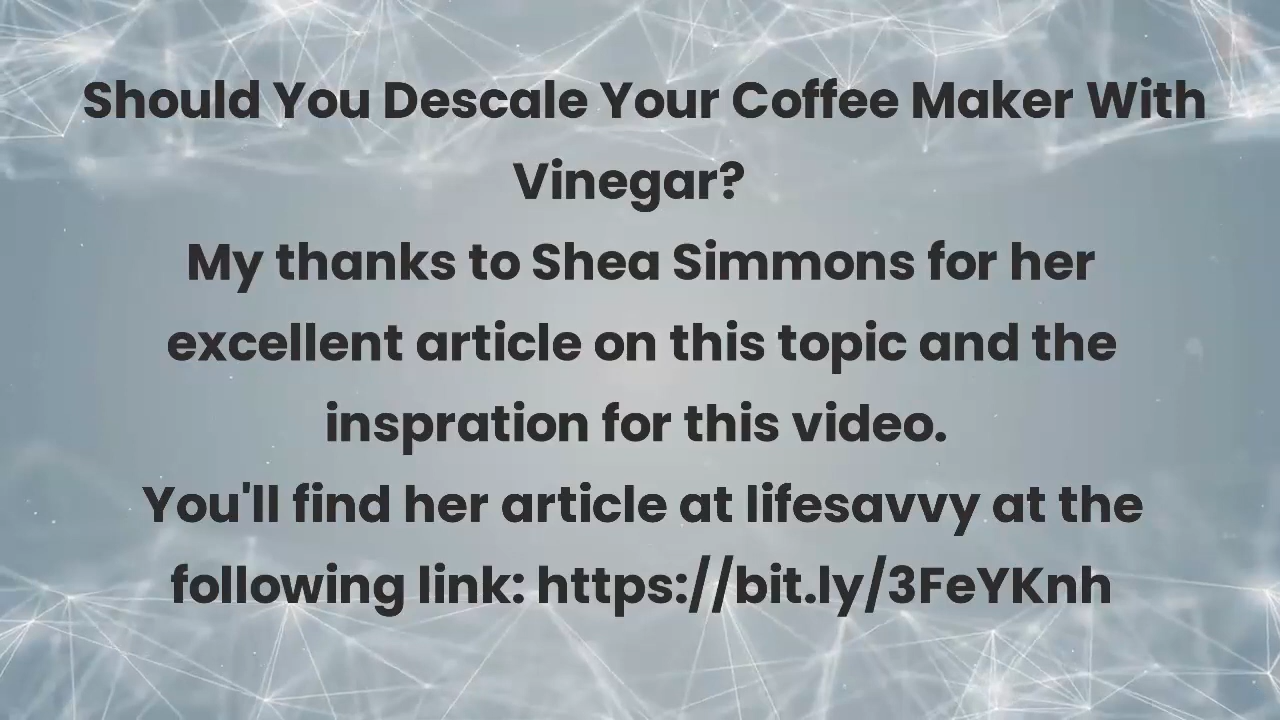 Should You Descale Your Coffee Maker With
Vinegar?
My thanks to Shea Simmons for her
excellent article on this topic and the
inspration for this video.
You'll find her article at lifesavvy at the
following link: https://bit.ly/3FeYKnh